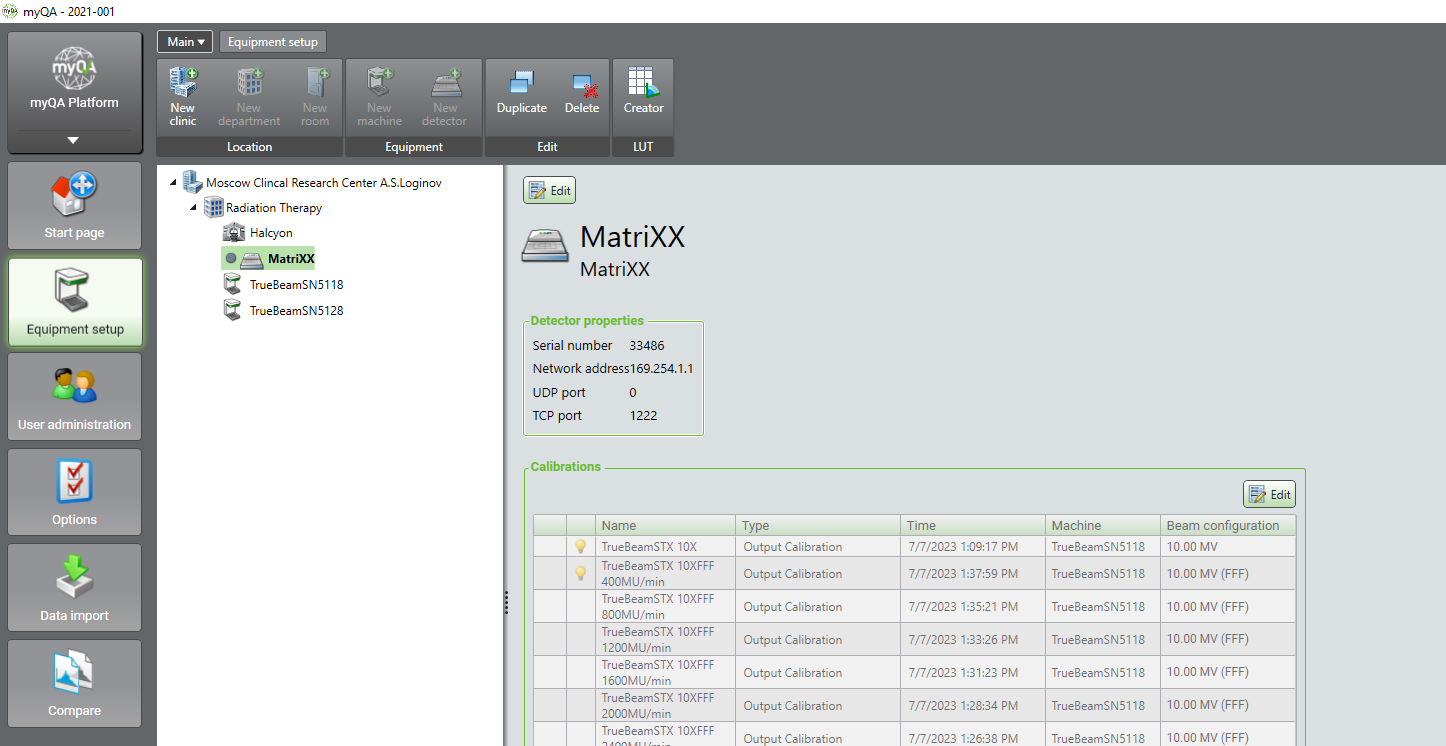 myQA - 2021-001
myQA
myQA Platform
Start page
Equipment setup
User administration
Options
Data import
Compare
Main ▾
Equipment setup
New clinic
New department
New room
Location
New machine
New detector
Equipment
Duplicate
Delete
Edit
Creator
LUT
Moscow Clincal Research Center A.S.Loginov
Radiation Therapy
Halcyon
MatriXX
TrueBeamSN5118
TrueBeamSN5128
Edit
MatriXX
MatriXX
Detector properties
Serial number 33486
Network address169.254.1.1
UDP port 0
TCP port 1222
Calibrations
Edit
Name Type Time Machine Beam configuration
TrueBeamSTX 10X Output Calibration 7/7/2023 1:09:17 PM TrueBeamSN5118 10.00 MV
TrueBeamSTX 10XFFF 400MU/min Output Calibration 7/7/2023 1:37:59 PM TrueBeamSN5118 10.00 MV (FFF)
TrueBeamSTX 10XFFF 800MU/min Output Calibration 7/7/2023 1:35:21 PM TrueBeamSN5118 10.00 MV (FFF)
TrueBeamSTX 10XFFF 1200MU/min Output Calibration 7/7/2023 1:33:26 PM TrueBeamSN5118 10.00 MV (FFF)
TrueBeamSTX 10XFFF 1600MU/min Output Calibration 7/7/2023 1:31:23 PM TrueBeamSN5118 10.00 MV (FFF)
TrueBeamSTX 10XFFF 2000MU/min Output Calibration 7/7/2023 1:28:34 PM TrueBeamSN5118 10.00 MV (FFF)
TrueBeamSTX 10XFFF 2400MU/min Output Calibration 7/7/2023 1:26:38 PM TrueBeamSN5118 10.00 MV (FFF)